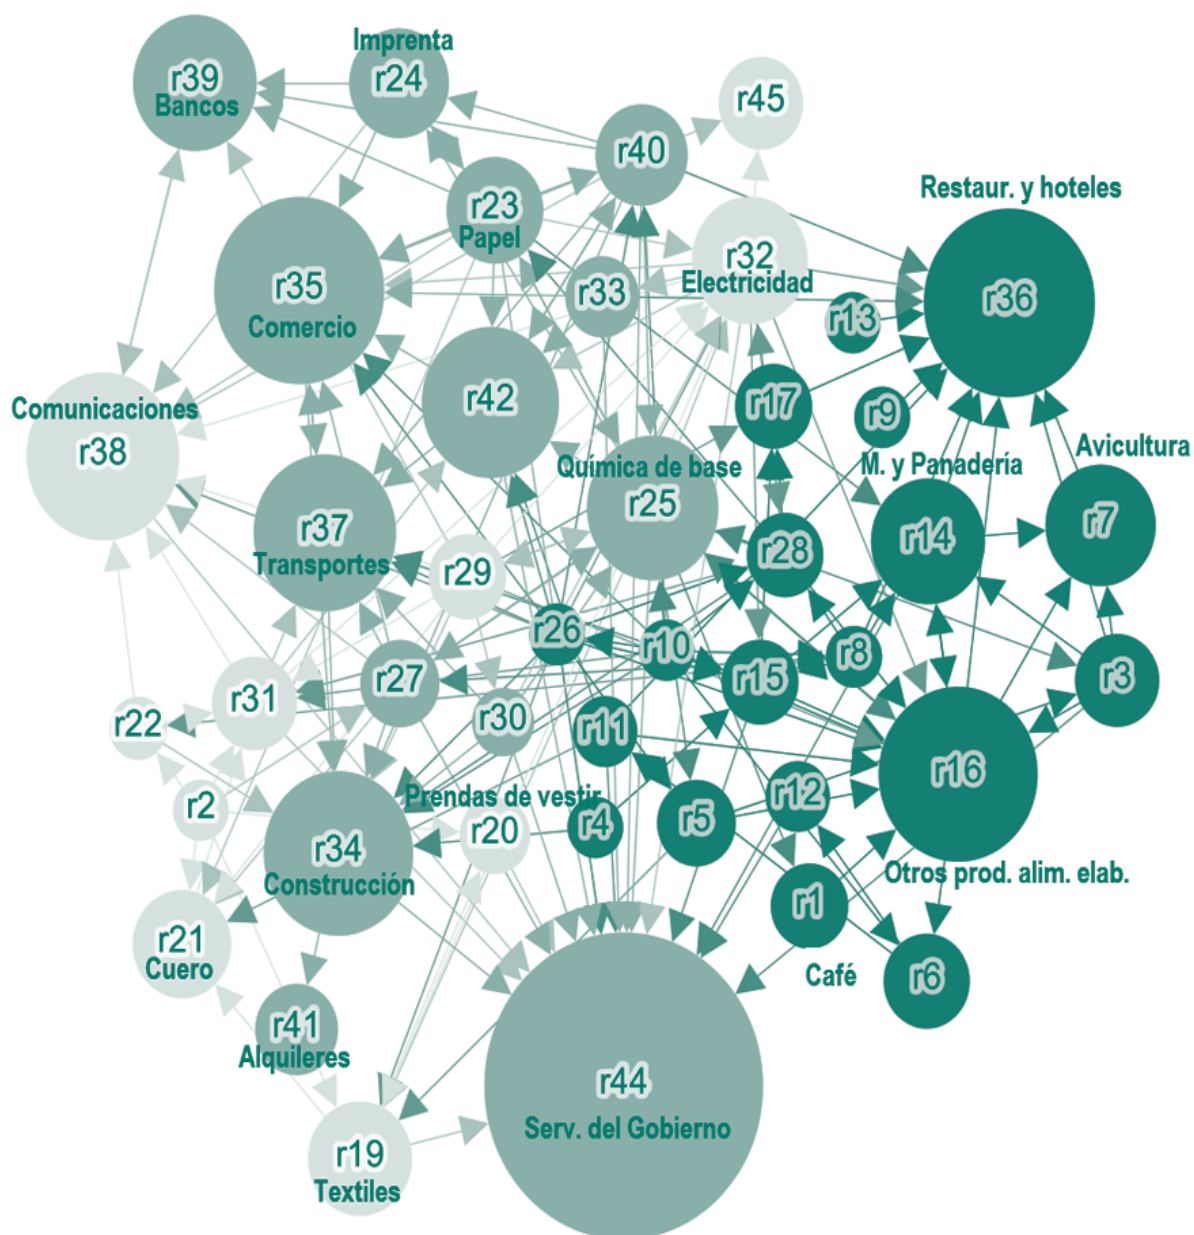 Imprenta
r39
r24
Bancos
r45
r40
Restaur. y hoteles
r23
Papel
r32
Electricidad
r35
r33
r36
Comercio
r13
Comunicaciones
r38
r42
r17
r9
Avicultura
Química de base
M. y Panadería
r25
r7
r37
Transportes
r14
r28
r29
r26
r10
r8
r15
r3
r27
r31
r22
r30
r11
r16
r2
Prendas de vestir
r20
r4
r5
r12
r34
Construcción
Otros prod. alim. elab.
r1
r21
Cuero
Café
r6
r41
Alquileres
r44
Serv. del Gobierno
r19
Textiles